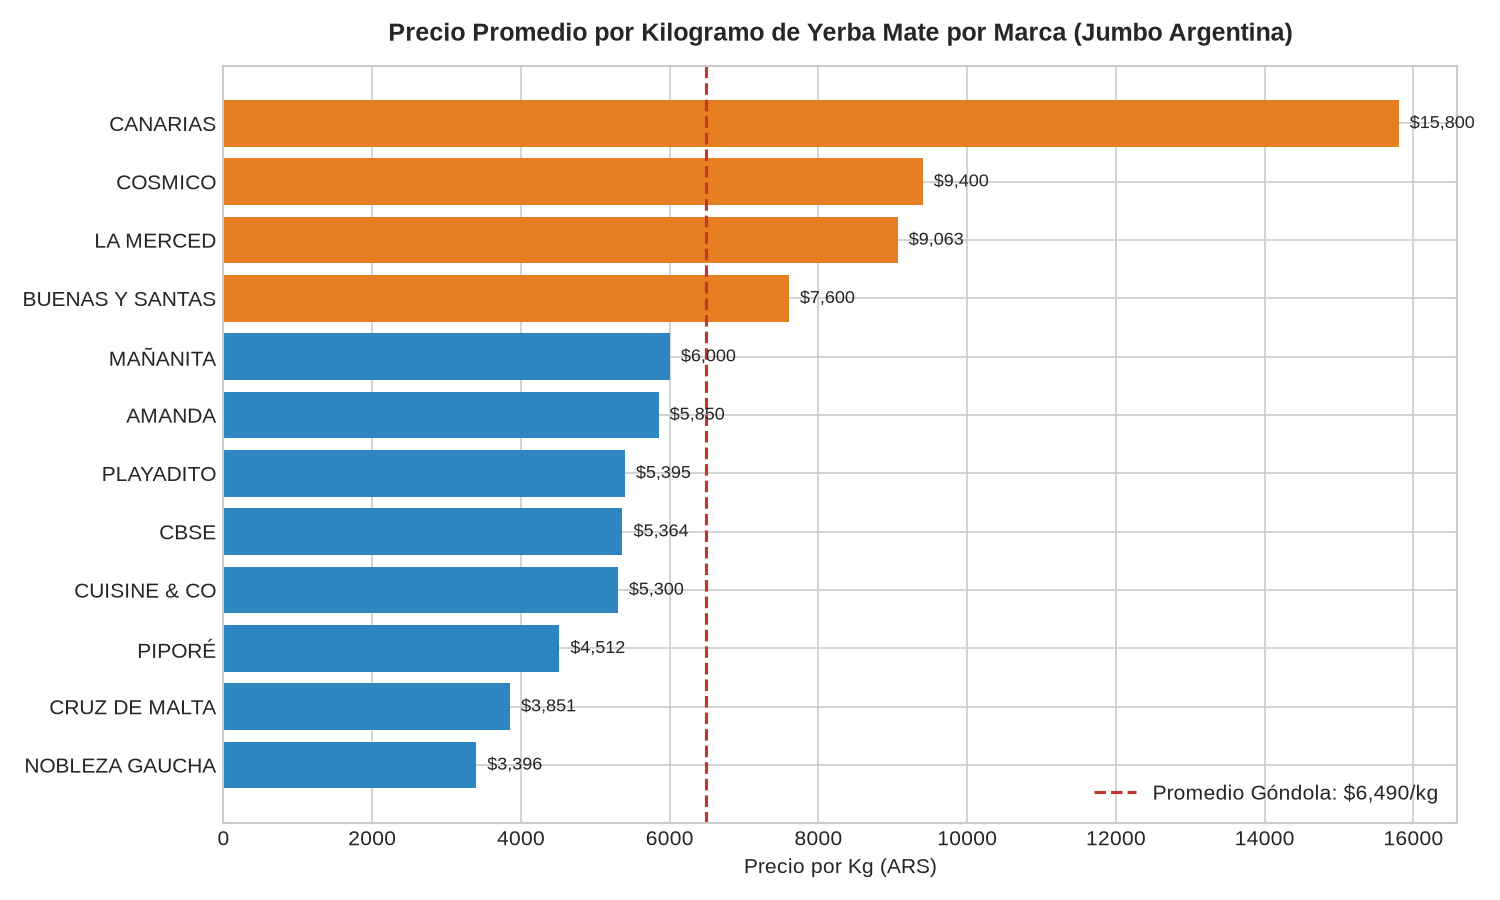 Precio Promedio por Kilogramo de Yerba Mate por Marca (Jumbo Argentina)
CANARIAS $15,800
COSMICO $9,400
LA MERCED $9,063
BUENAS Y SANTAS $7,600
MAÑANITA $6,000
AMANDA $5,850
PLAYADITO $5,395
CBSE $5,364
CUISINE & CO $5,300
PIPORÉ $4,512
CRUZ DE MALTA $3,851
NOBLEZA GAUCHA $3,396
Promedio Góndola: $6,490/kg
0 2000 4000 6000 8000 10000 12000 14000 16000
Precio por Kg (ARS)